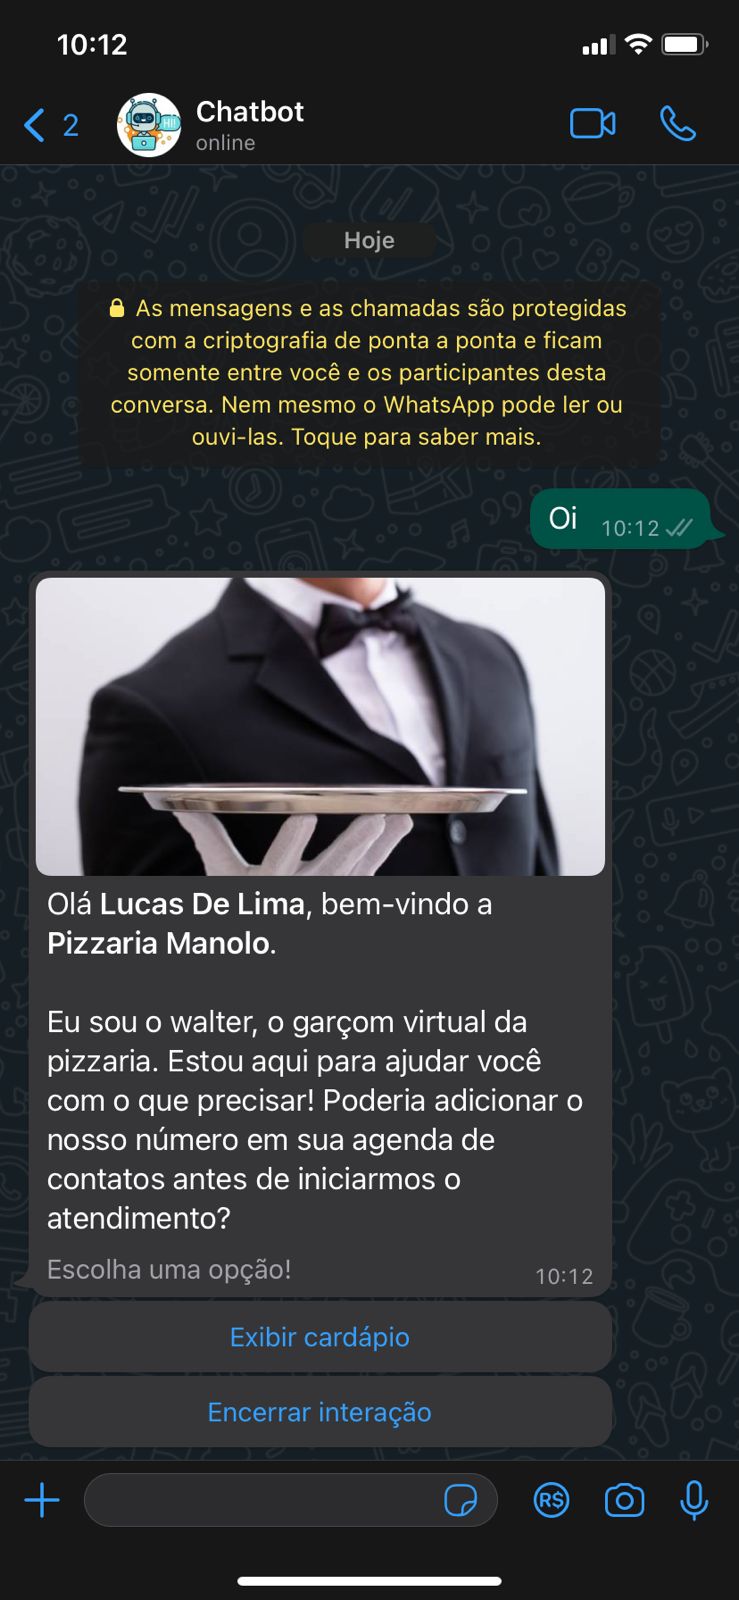 10:12
2
Chatbot
online
HI!
Hoje
As mensagens e as chamadas são protegidas
com a criptografia de ponta a ponta e ficam
somente entre você e os participantes desta
conversa. Nem mesmo o WhatsApp pode ler ou
ouvi-las. Toque para saber mais.
Oi 10:12
Olá Lucas De Lima, bem-vindo a
Pizzaria Manolo.
Eu sou o walter, o garçom virtual da
pizzaria. Estou aqui para ajudar você
com o que precisar! Poderia adicionar o
nosso número em sua agenda de
contatos antes de iniciarmos o
atendimento?
Escolha uma opção! 10:12
Exibir cardápio
Encerrar interação
R$